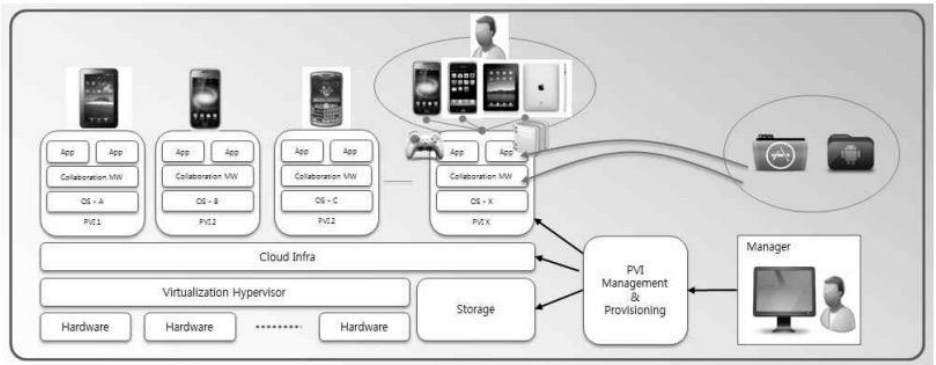 App App
Collaboration MW
OS - A
PVI 1
App App
Collaboration MW
OS - B
PVI 2
App App
Collaboration MW
OS - C
PVI 2
App App
Collaboration MW
OS - X
PVI X
Cloud Infra
Virtualization Hypervisor
Hardware Hardware Hardware
Storage
PVI
Management
&
Provisioning
Manager